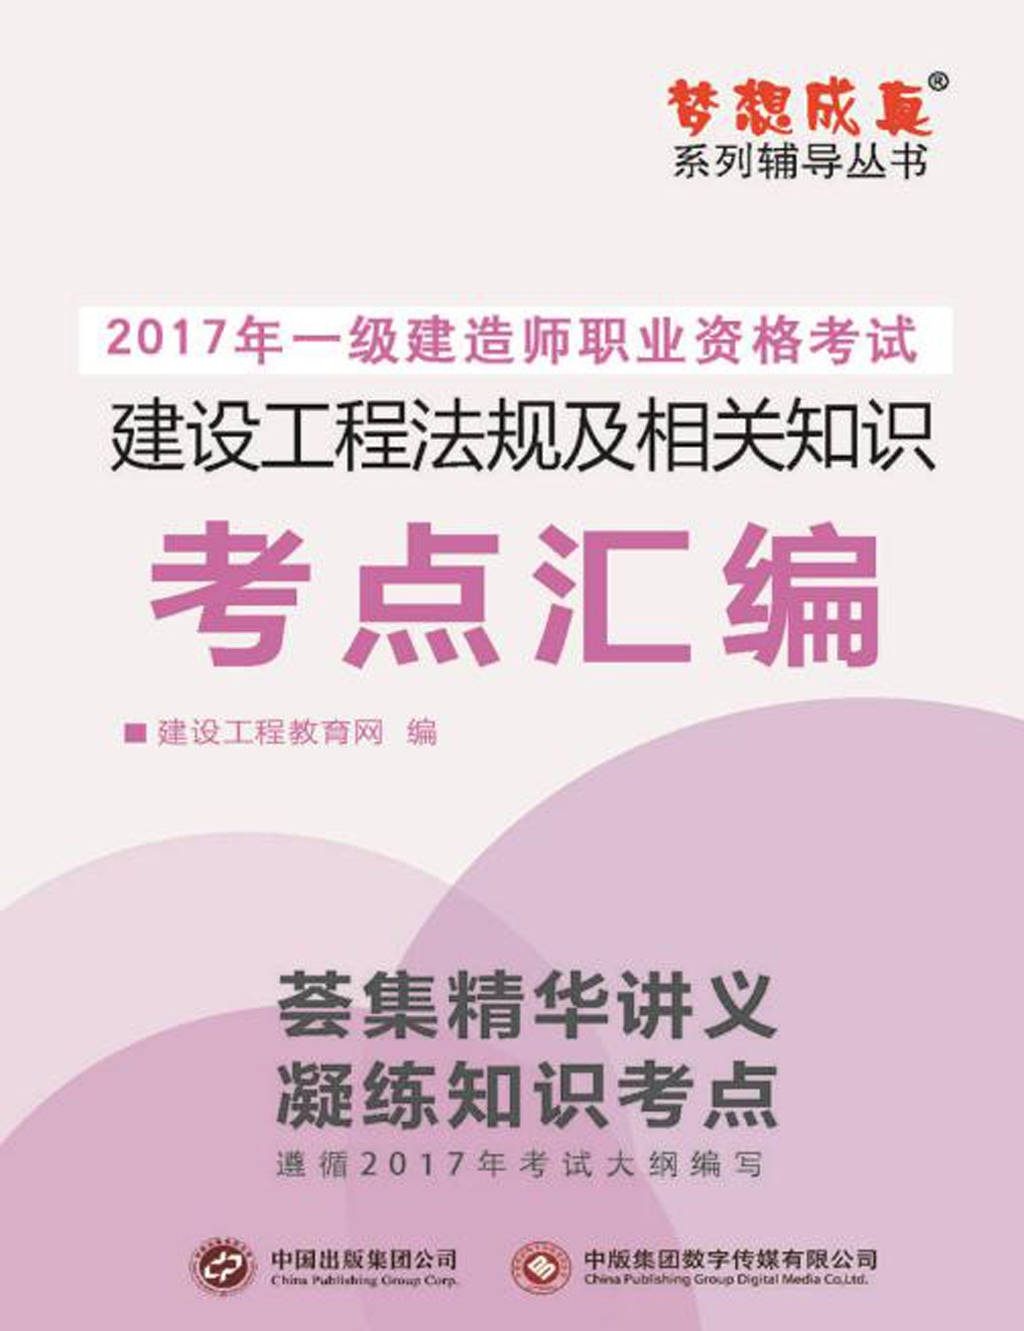 梦想成真®
系列辅导丛书
2017年一级建造师职业资格考试
建设工程法规及相关知识
考点汇编
■ 建设工程教育网 编
荟集精华讲义
凝练知识考点
遵循2017年考试大纲编写
中国出版集团公司
China Publishing Group Corp.
中版集团数字传媒有限公司
China Publishing Group Digital Media Co,Ltd.